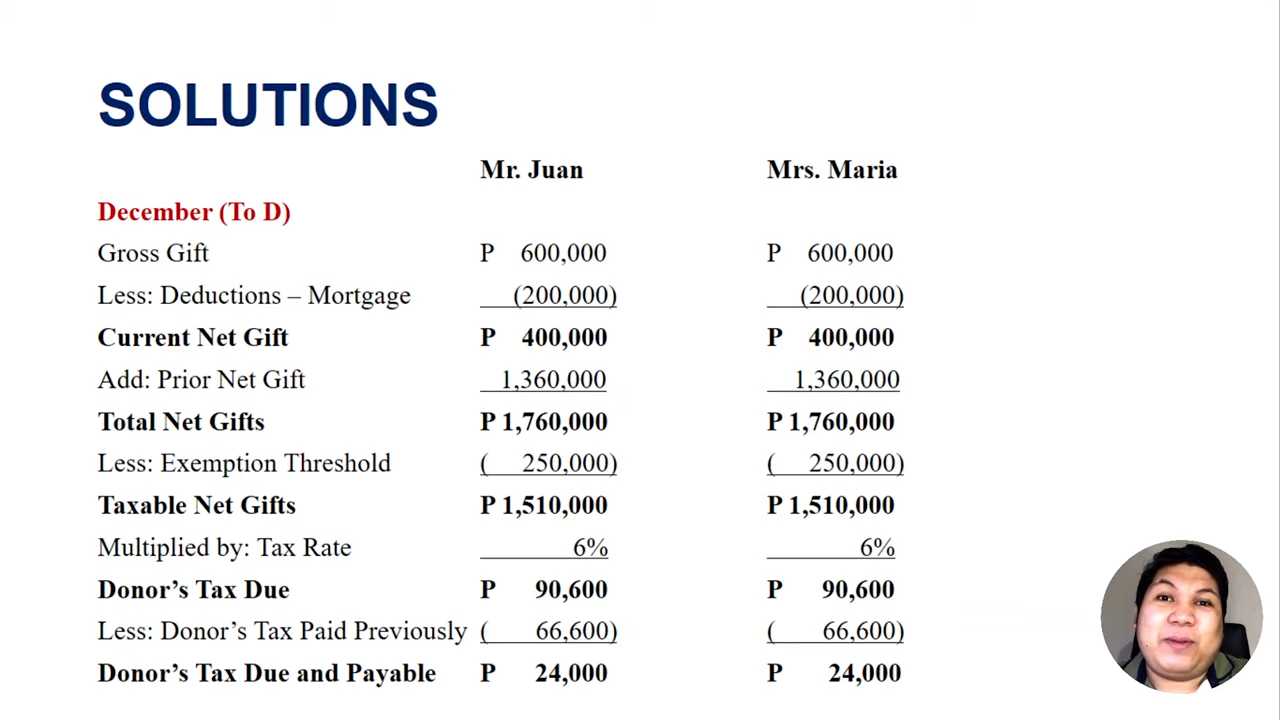 SOLUTIONS
Mr. Juan Mrs. Maria
December (To D)
Gross Gift P 600,000 P 600,000
Less: Deductions – Mortgage (200,000) (200,000)
Current Net Gift P 400,000 P 400,000
Add: Prior Net Gift 1,360,000 1,360,000
Total Net Gifts P 1,760,000 P 1,760,000
Less: Exemption Threshold ( 250,000) ( 250,000)
Taxable Net Gifts P 1,510,000 P 1,510,000
Multiplied by: Tax Rate 6% 6%
Donor’s Tax Due P 90,600 P 90,600
Less: Donor’s Tax Paid Previously ( 66,600) ( 66,600)
Donor’s Tax Due and Payable P 24,000 P 24,000